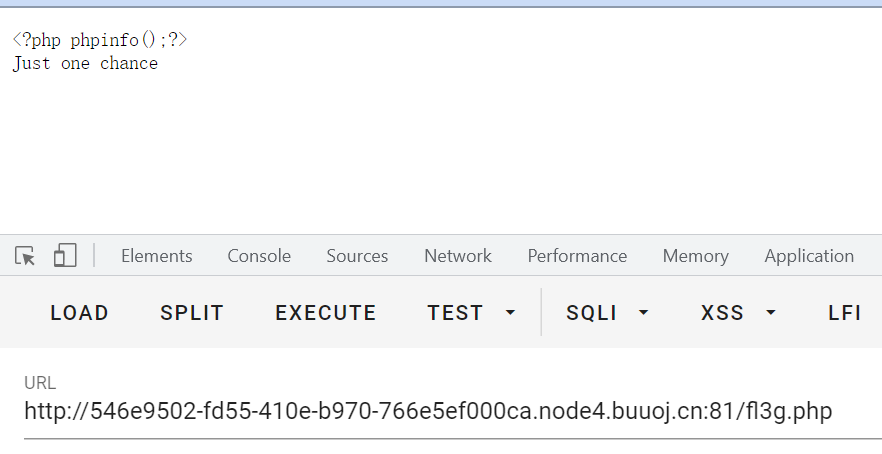 <?php phpinfo();?>
Just one chance
Elements Console Sources Network Performance Memory Application
LOAD SPLIT EXECUTE TEST SQLI XSS LFI
URL
http://546e9502-fd55-410e-b970-766e5ef000ca.node4.buuoj.cn:81/fl3g.php